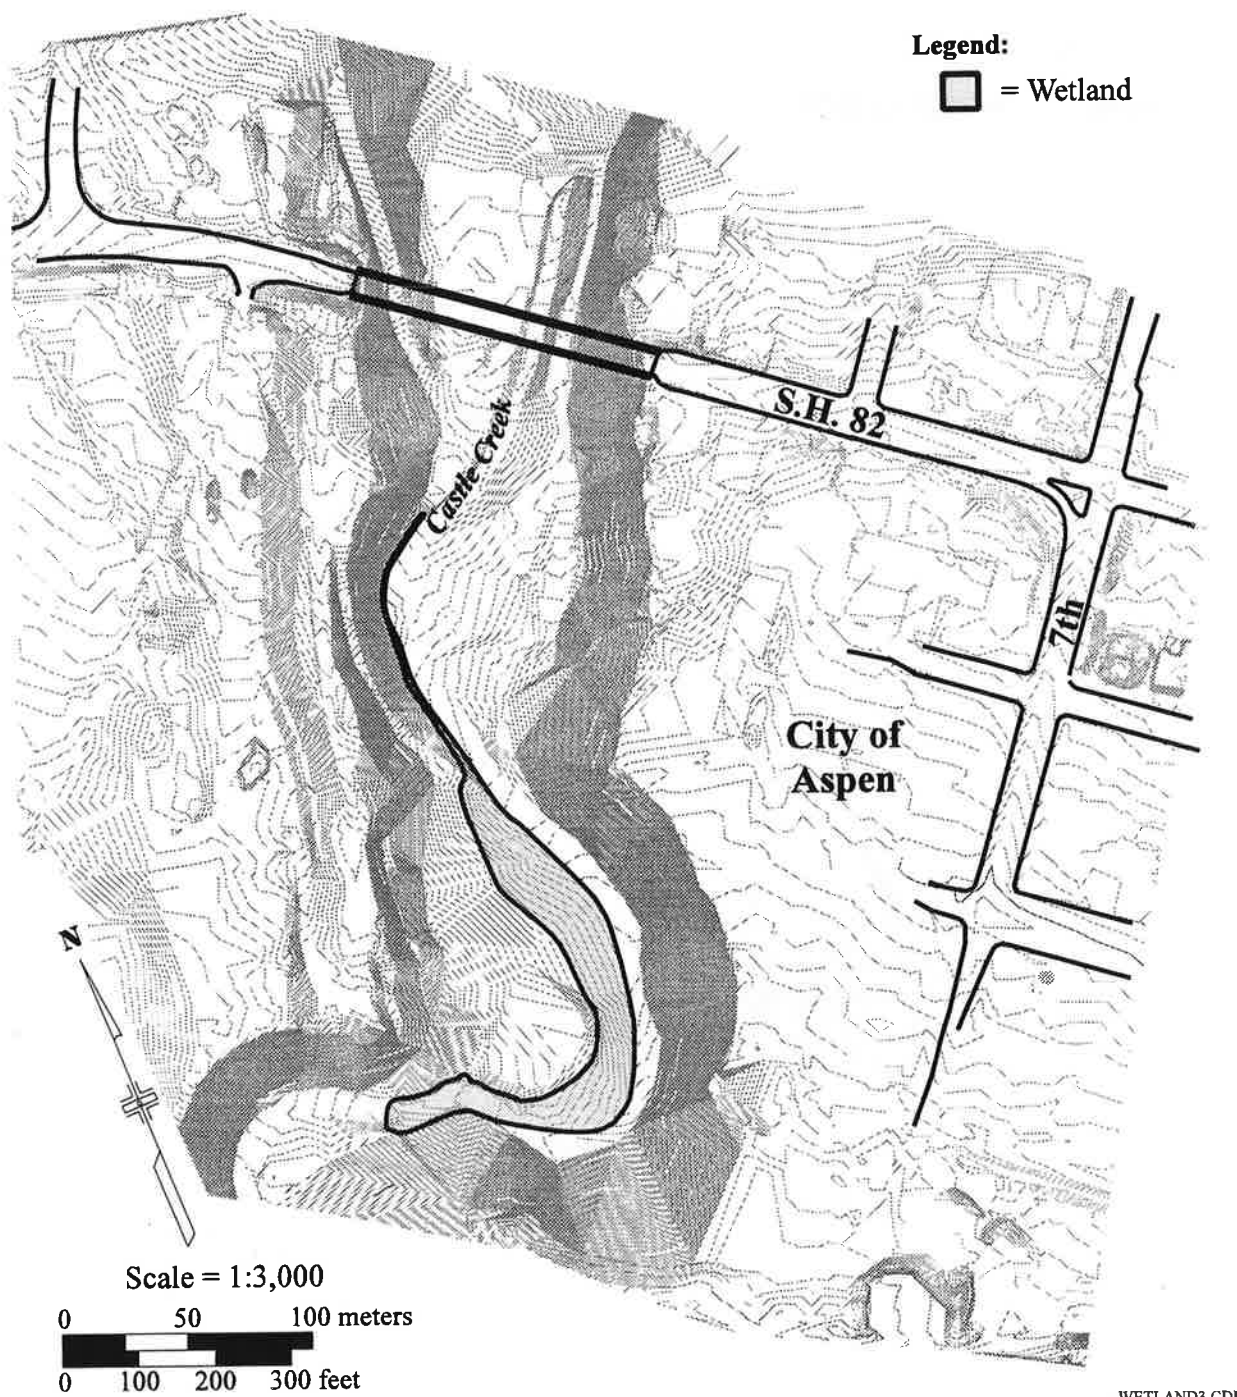 Legend:
= Wetland
S.H. 82
Castle Creek
7th
City of
Aspen
N
Scale = 1:3,000
0 50 100 meters
0 100 200 300 feet